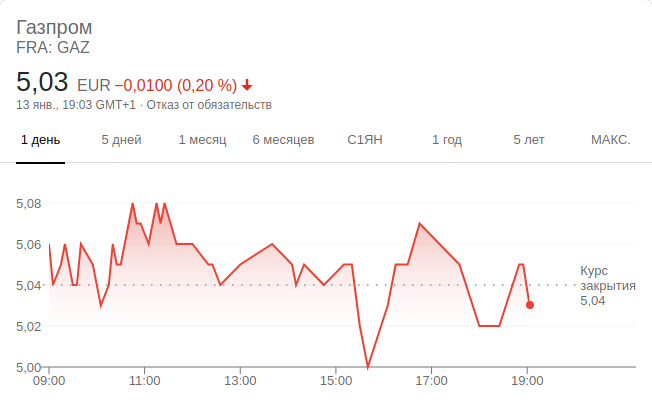 Газпром
FRA: GAZ
5,03 EUR −0,0100 (0,20 %)
13 янв., 19:03 GMT+1 · Отказ от обязательств
1 день 5 дней 1 месяц 6 месяцев С1ЯН 1 год 5 лет МАКС.
5,08
5,06
5,04
5,02
5,00
Курс
закрытия
5,04
09:00 11:00 13:00 15:00 17:00 19:00